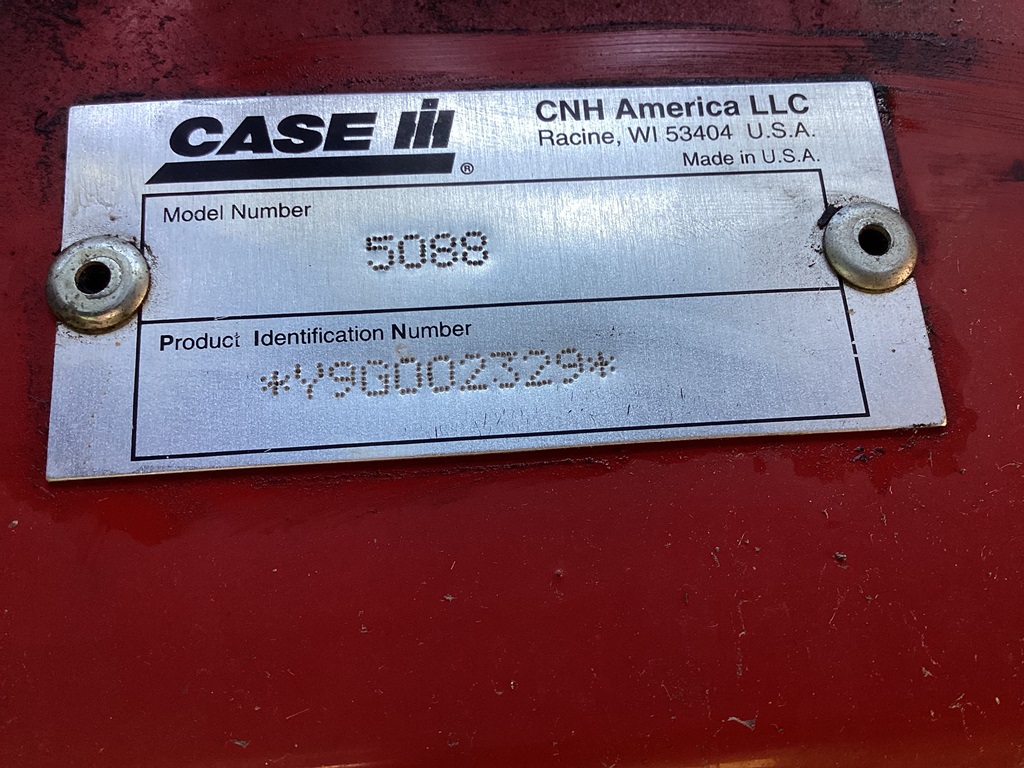 CASE IH ®
CNH America LLC
Racine, WI 53404 U.S.A.
Made in U.S.A.
Model Number
5088
Product Identification Number
*Y9G002329*